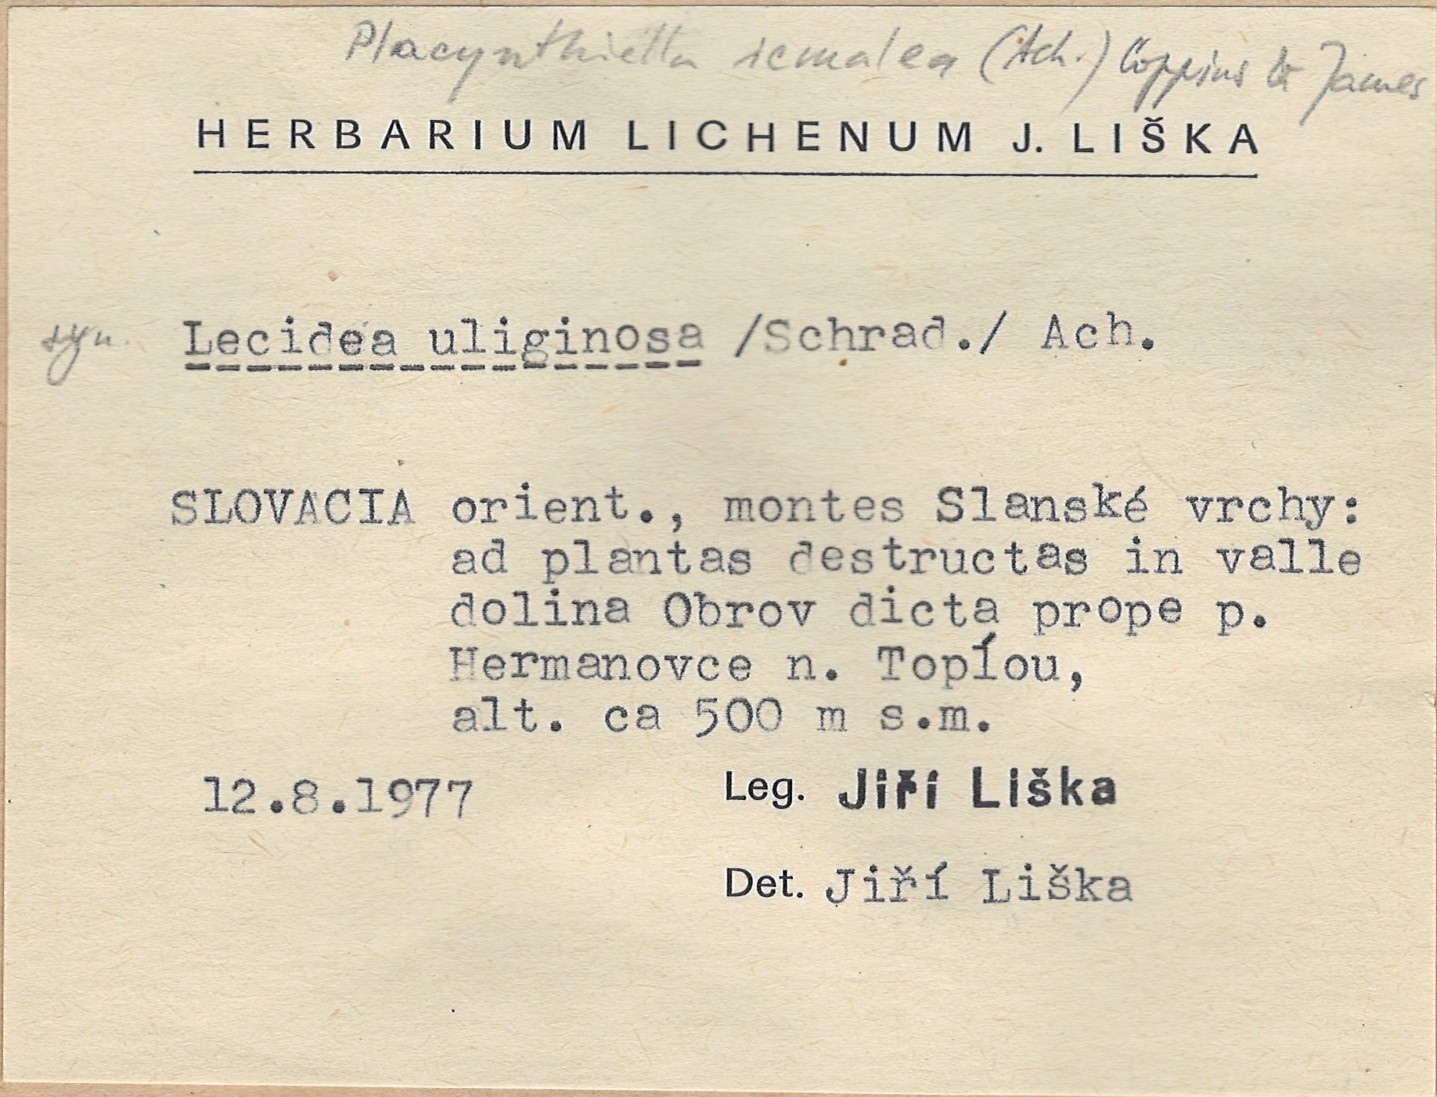 Placynthiella icmalea (Ach.) Coppins & James
HERBARIUM LICHENUM J. LIŠKA
syn. Lecidea uliginosa /Schrad./ Ach.
SLOVACIA orient., montes Slanské vrchy:
ad plantas destructas in valle
dolina Obrov dicta prope p.
Hermanovce n. Topĺou,
alt. ca 500 m s.m.
12.8.1977 Leg. Jiří Liška
Det. Jiří Liška